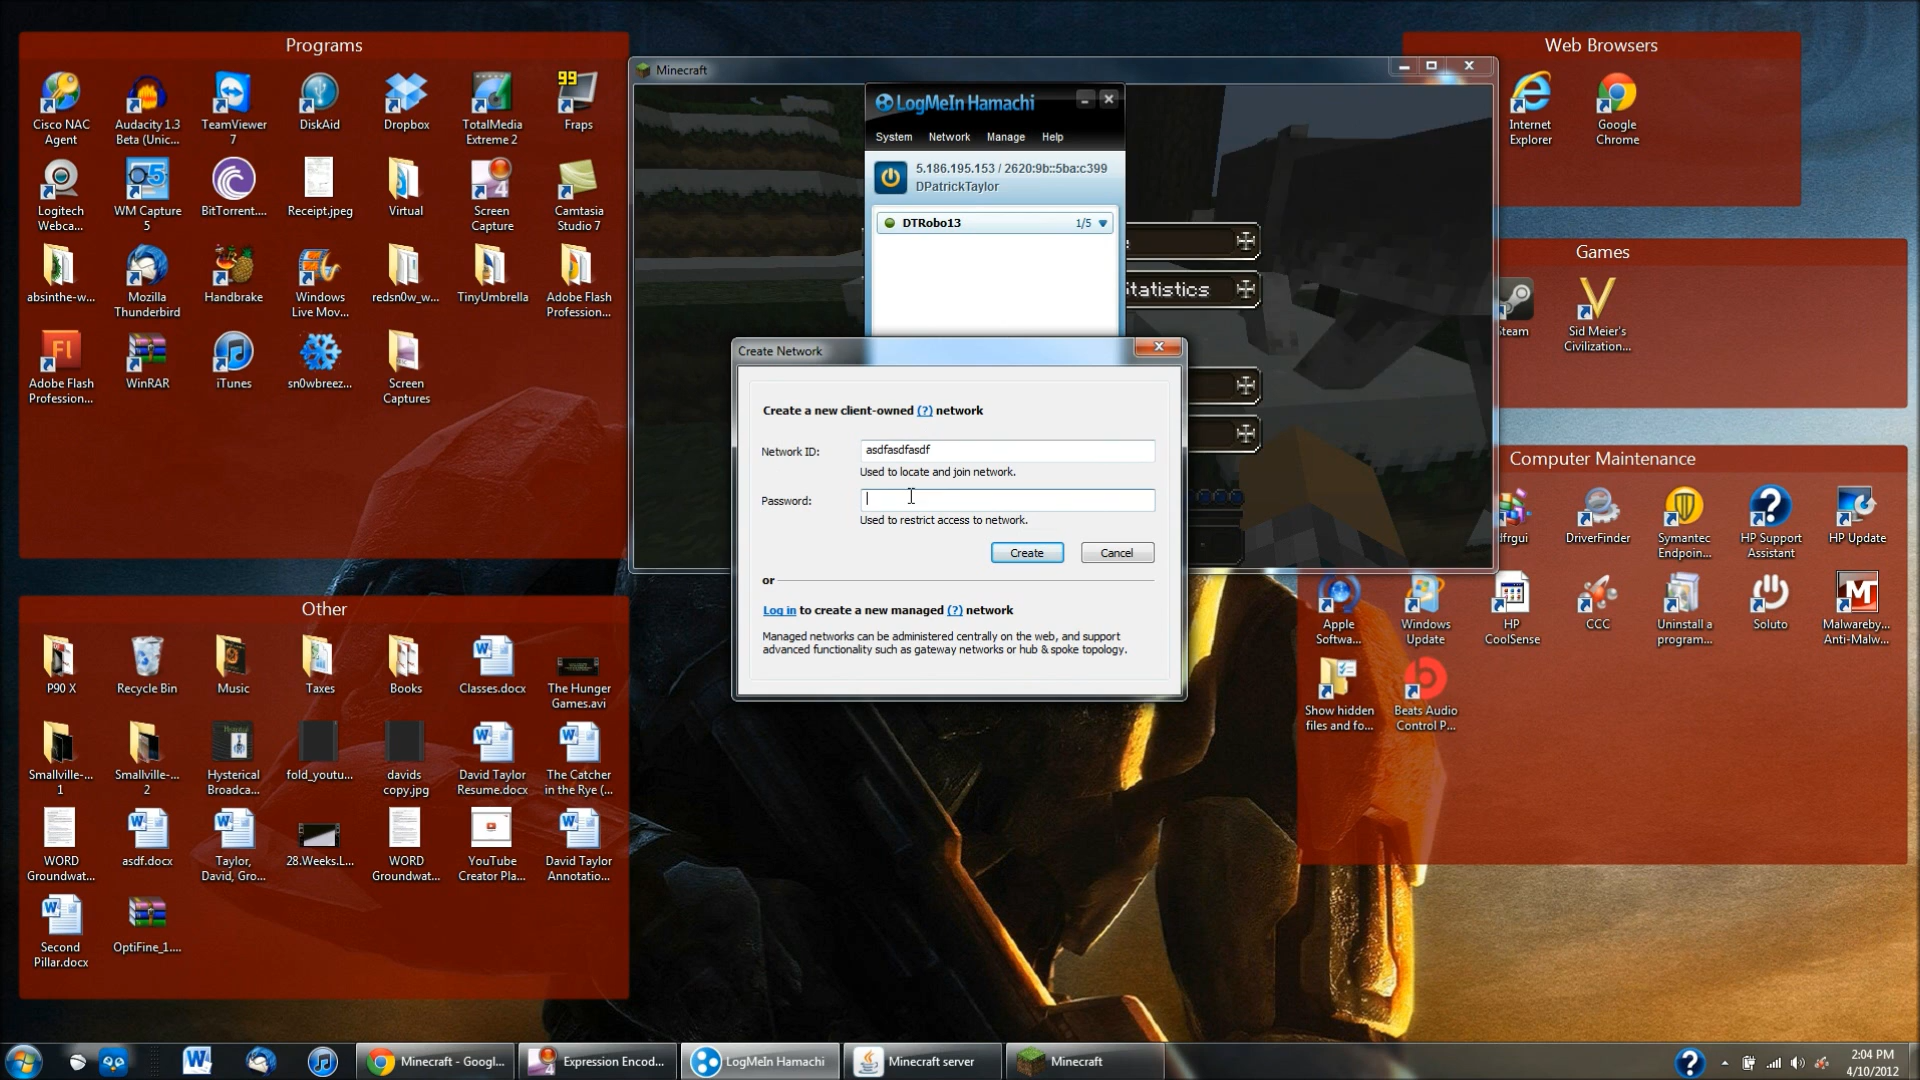 Programs
Cisco NAC
Agent
Audacity 1.3
Beta (Unic...
TeamViewer
7
DiskAid
Dropbox
TotalMedia
Extreme 2
99
Fraps
Logitech
Webca...
WM Capture
5
BitTorrent....
Receipt.jpeg
Virtual
Screen
Capture
Camtasia
Studio 7
absinthe-w...
Mozilla
Thunderbird
Handbrake
Windows
Live Mov...
redsn0w_w...
TinyUmbrella
Adobe Flash
Profession...
Adobe Flash
Profession...
WinRAR
iTunes
sn0wbreez...
Screen
Captures
Other
P90 X
Recycle Bin
Music
Taxes
Books
Classes.docx
The Hunger
Games.avi
Smallville-...
1
Smallville-...
2
Hysterical
Broadca...
fold_youtu...
davids
copy.jpg
David Taylor
Resume.docx
The Catcher
in the Rye (...
WORD
Groundwat...
asdf.docx
Taylor,
David, Gro...
28.Weeks.L...
WORD
Groundwat...
YouTube
Creator Pla...
David Taylor
Annotatio...
Second
Pillar.docx
OptiFine_1....
Minecraft
LogMeIn Hamachi
System Network Manage Help
5.186.195.153 / 2620:9b::5ba:c399
DPatrickTaylor
DTRobo13 1/5
tatistics
Create Network
Create a new client-owned (?) network
Network ID: asdfasdfasdf
Used to locate and join network.
Password:
Used to restrict access to network.
Create Cancel
or
Log in to create a new managed (?) network
Managed networks can be administered centrally on the web, and support
advanced functionality such as gateway networks or hub & spoke topology.
Web Browsers
Internet
Explorer
Google
Chrome
Games
Steam
Sid Meier's
Civilization...
Computer Maintenance
dfrgui
DriverFinder
Symantec
Endpoin...
HP Support
Assistant
HP Update
Apple
Softwa...
Windows
Update
HP
CoolSense
CCC
Uninstall a
program...
Soluto
Malwareby...
Anti-Malw...
Show hidden
files and fo...
Beats Audio
Control P...
Minecraft - Googl...
Expression Encod...
LogMeIn Hamachi
Minecraft server
Minecraft
2:04 PM
4/10/2012